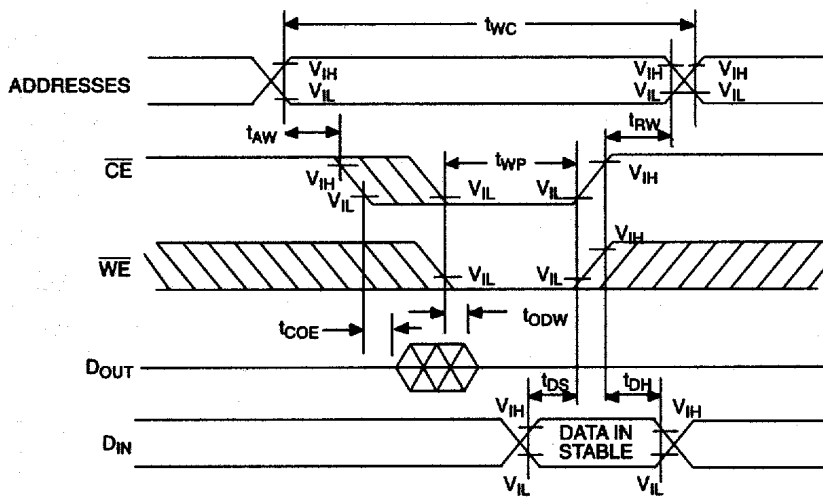 tWC
ADDRESSES
VIH VIH VIH
VIL VIL VIL
tAW tRW
CE tWP
VIH VIH
VIL VIL VIL
VIH
WE
VIL VIL
tCOE tODW
DOUT
tDS tDH
VIH VIH
DIN DATA IN
STABLE
VIL VIL